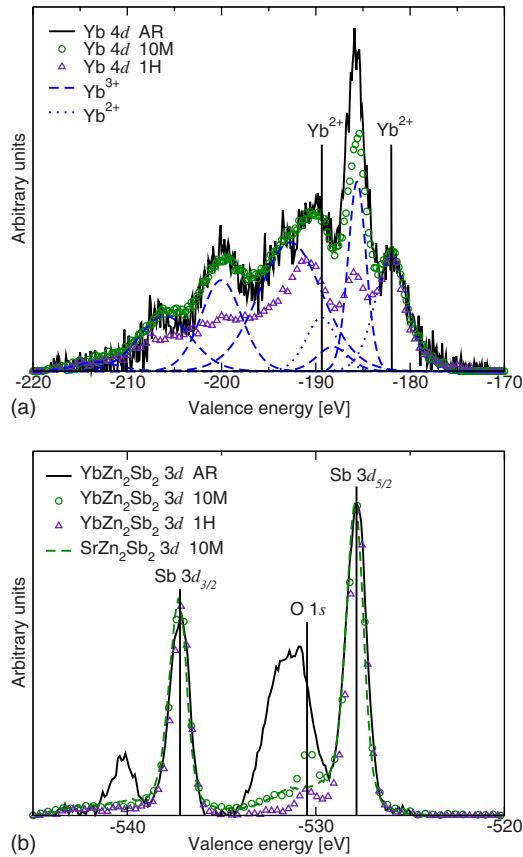 Yb 4d AR
Yb 4d 10M
Yb 4d 1H
Yb³⁺
Yb²⁺
Yb²⁺ Yb²⁺
Arbitrary units
-220 -210 -200 -190 -180 -170
Valence energy [eV]
(a)
YbZn₂Sb₂ 3d AR
YbZn₂Sb₂ 3d 10M
YbZn₂Sb₂ 3d 1H
SrZn₂Sb₂ 3d 10M
Sb 3d₅/₂
Sb 3d₃/₂
O 1s
Arbitrary units
-540 -530 -520
Valence energy [eV]
(b)